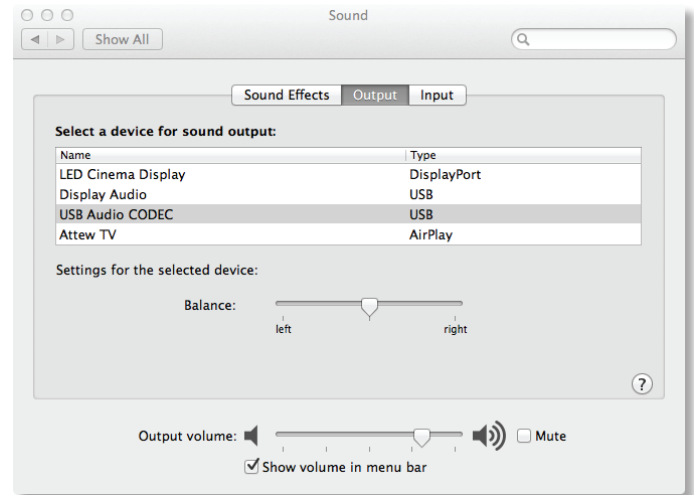 Sound
Show All
Sound Effects Output Input
Select a device for sound output:
Name Type
LED Cinema Display DisplayPort
Display Audio USB
USB Audio CODEC USB
Attew TV AirPlay
Settings for the selected device:
Balance:
left right
?
Output volume: Mute
Show volume in menu bar